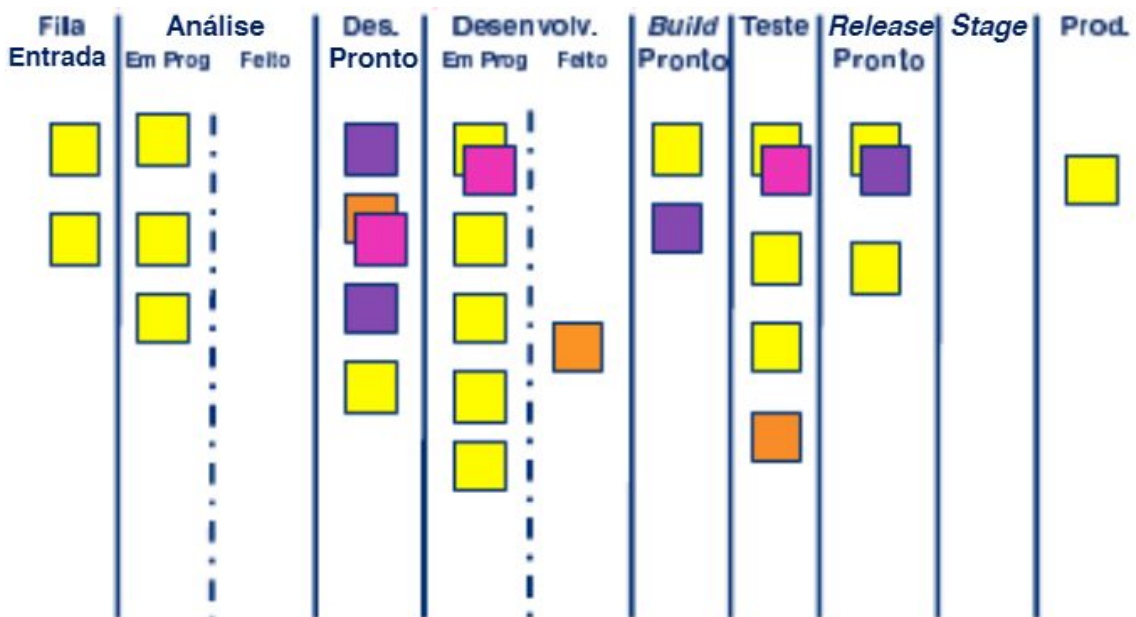 Fila Análise Des. Desenvolv. Build Teste Release Stage Prod.
Entrada Em Prog Feito Pronto Em Prog Feito Pronto Pronto